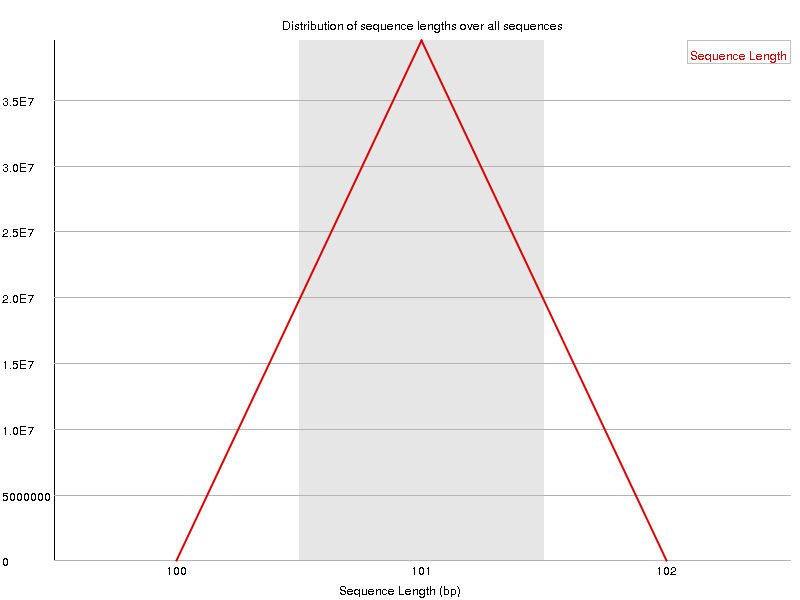 Distribution of sequence lengths over all sequences
Sequence Length
3.5E7
3.0E7
2.5E7
2.0E7
1.5E7
1.0E7
5000000
0
100 101 102
Sequence Length (bp)